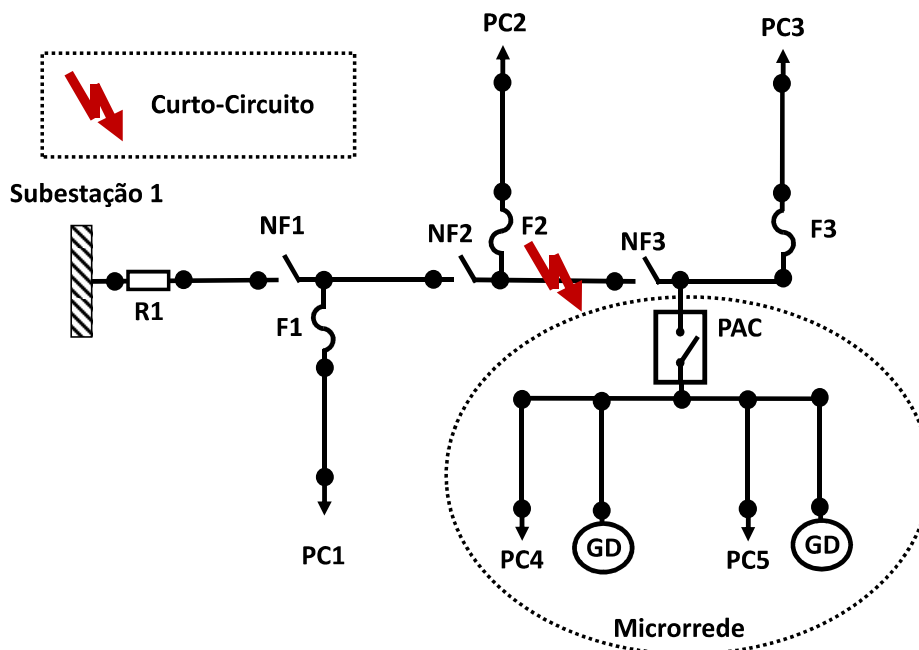 PC2
PC3
Curto-Circuito
Subestação 1
NF1
NF2
F2
NF3
F3
R1
F1
PAC
PC1
PC4
GD
PC5
GD
Microrrede